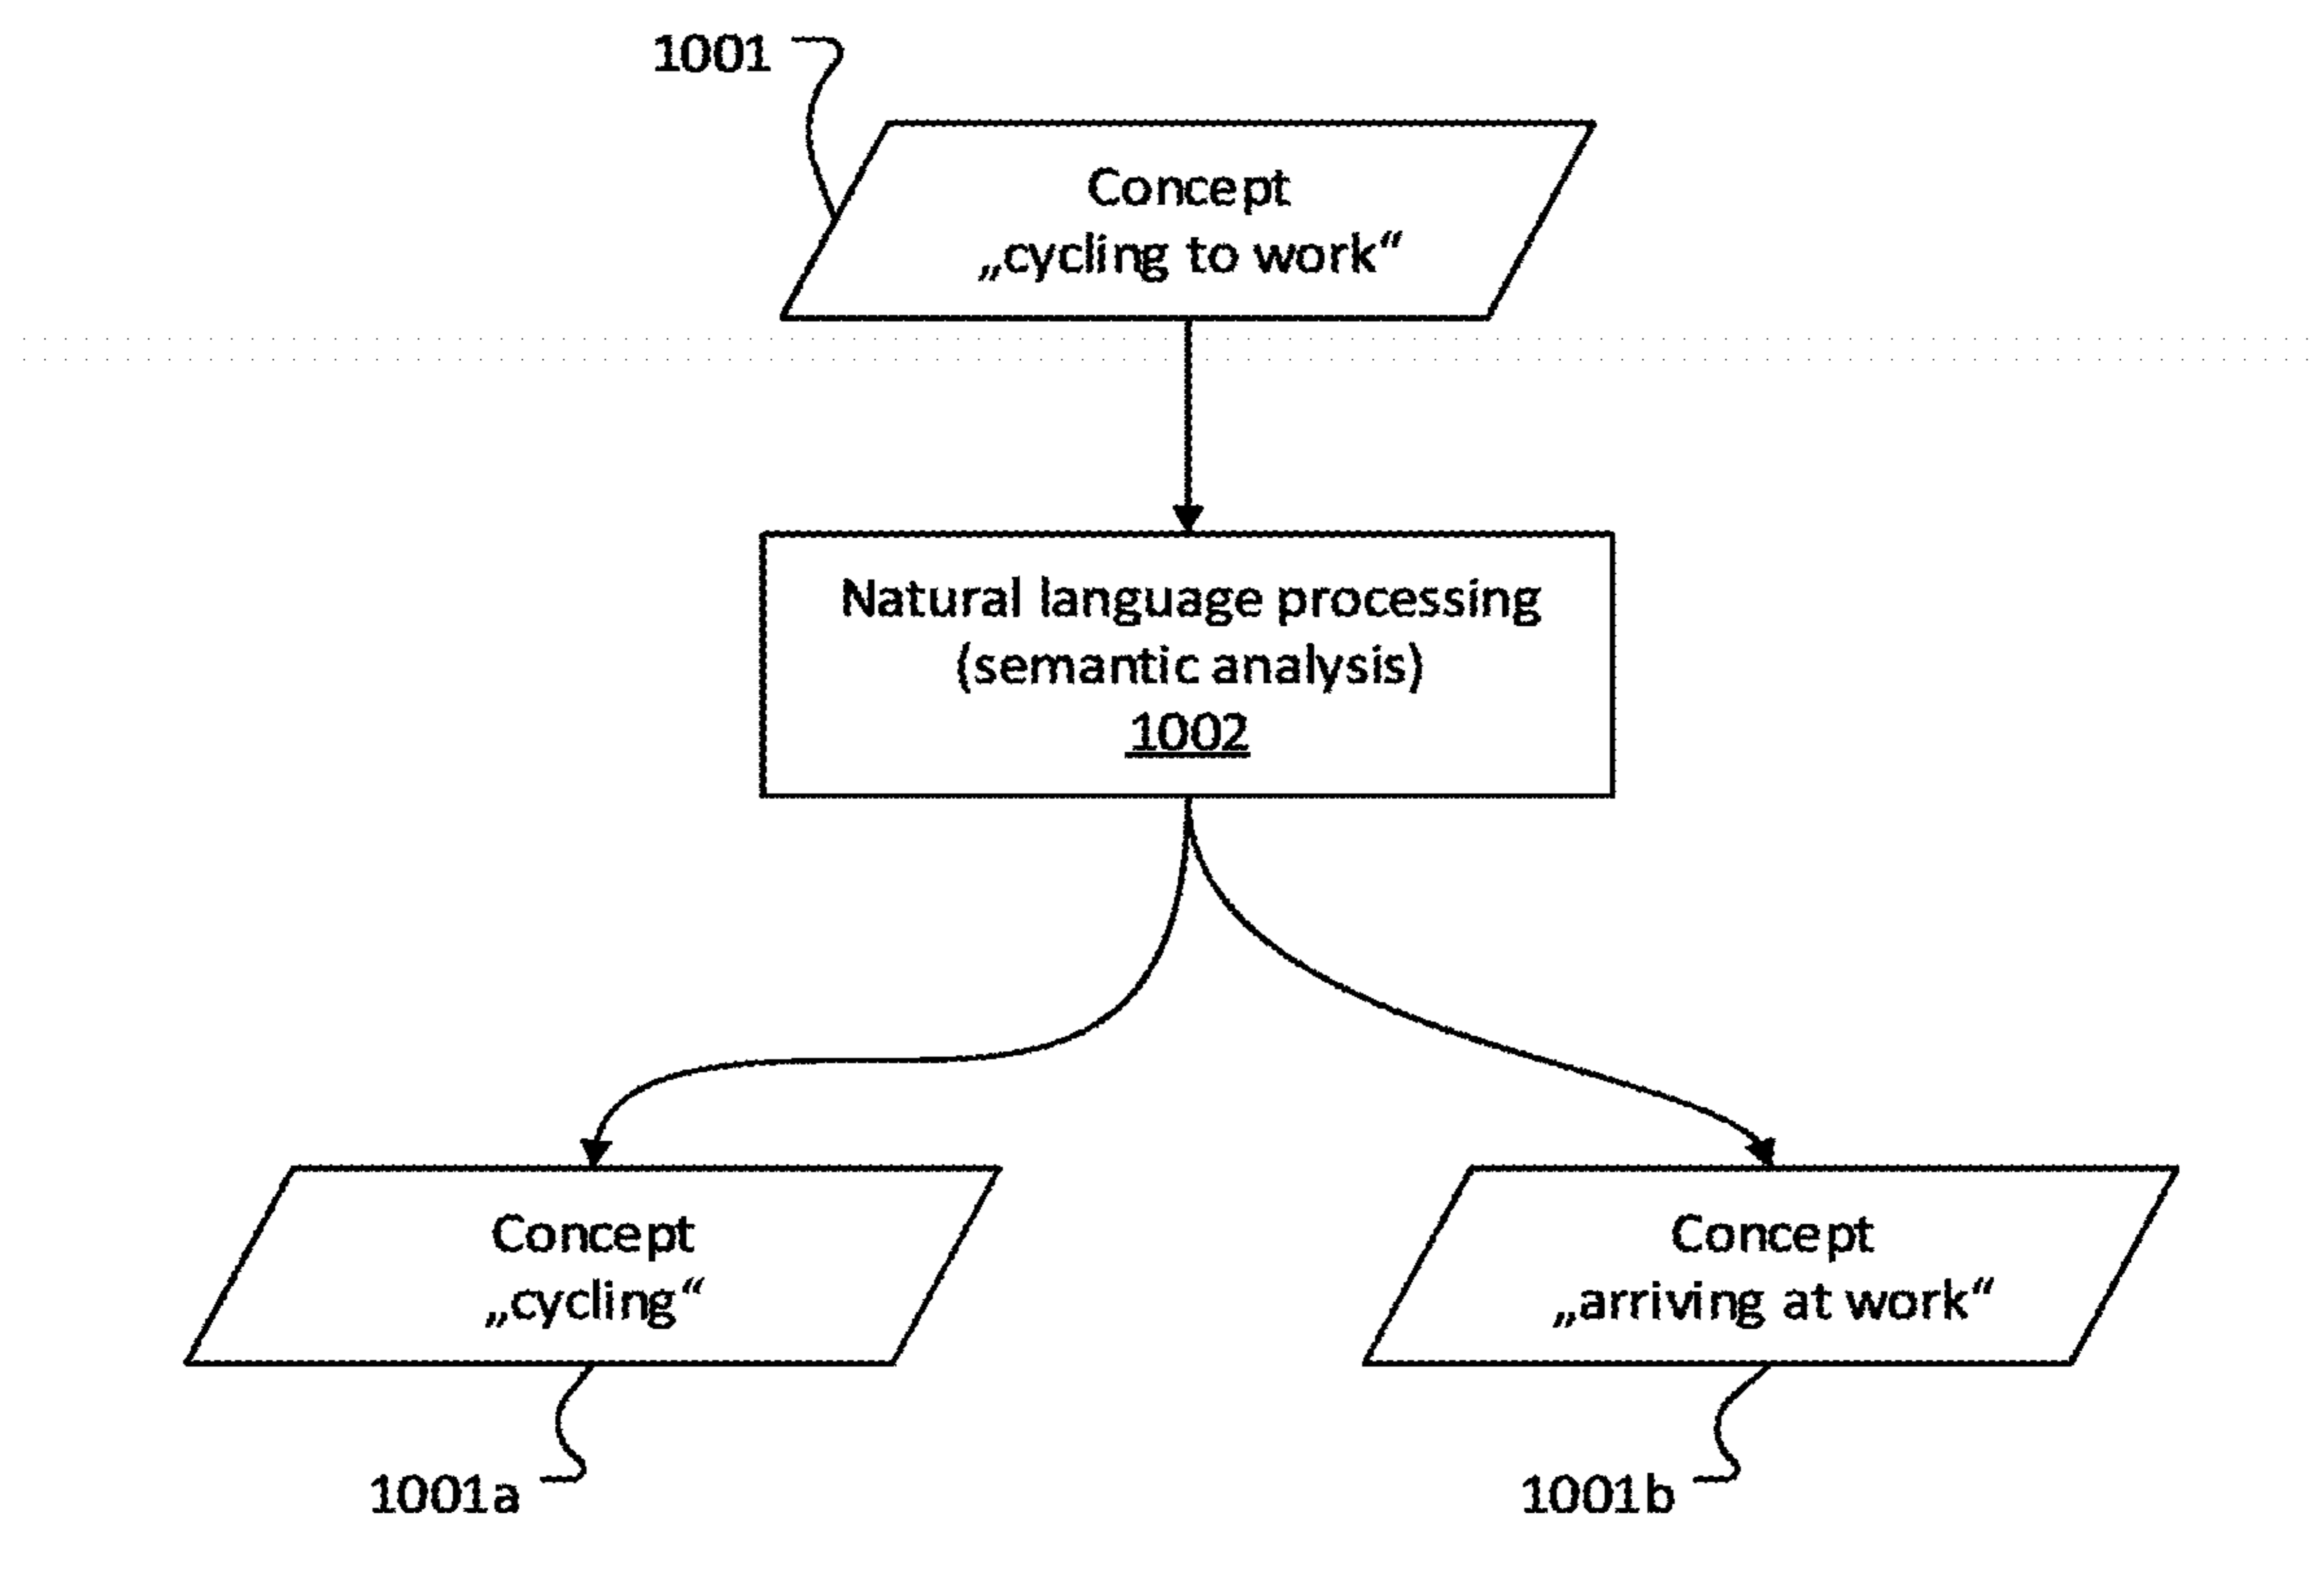 1001
Concept
„cycling to work“
Natural language processing
(semantic analysis)
1002
Concept
„cycling“
Concept
„arriving at work“
1001a
1001b